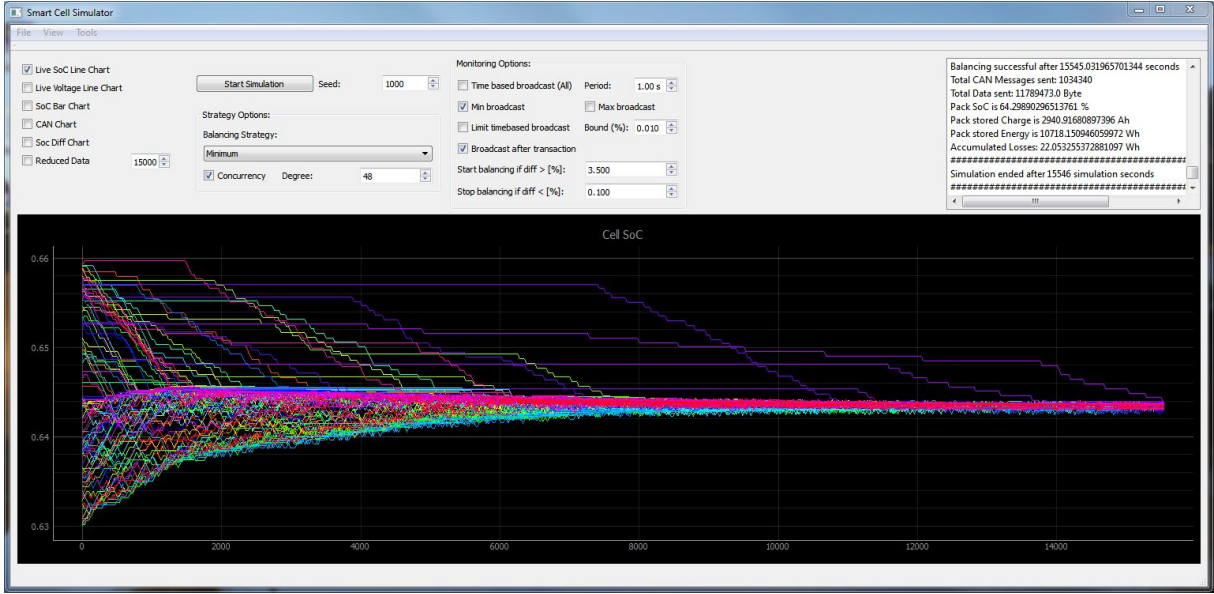 Smart Cell Simulator
File View Tools
Live SoC Line Chart
Live Voltage Line Chart
SoC Bar Chart
CAN Chart
Soc Diff Chart
Reduced Data 15000
Start Simulation Seed: 1000
Strategy Options:
Balancing Strategy:
Minimum
Concurrency Degree: 48
Monitoring Options:
Time based broadcast (All) Period: 1.00 s
Min broadcast Max broadcast
Limit timebased broadcast Bound (%): 0.010
Broadcast after transaction
Start balancing if diff > [%]: 3.500
Stop balancing if diff < [%]: 0.100
Balancing successful after 15545.031965701344 seconds
Total CAN Messages sent: 1034340
Total Data sent: 11789473.0 Byte
Pack SoC is 64.29890296513761 %
Pack stored Charge is 2940.91680897396 Ah
Pack stored Energy is 10718.150946059972 Wh
Accumulated Losses: 22.053255372881097 Wh
############################################
Simulation ended after 15546 simulation seconds
############################################
Cell SoC
0.66
0.65
0.64
0.63
0 2000 4000 6000 8000 10000 12000 14000